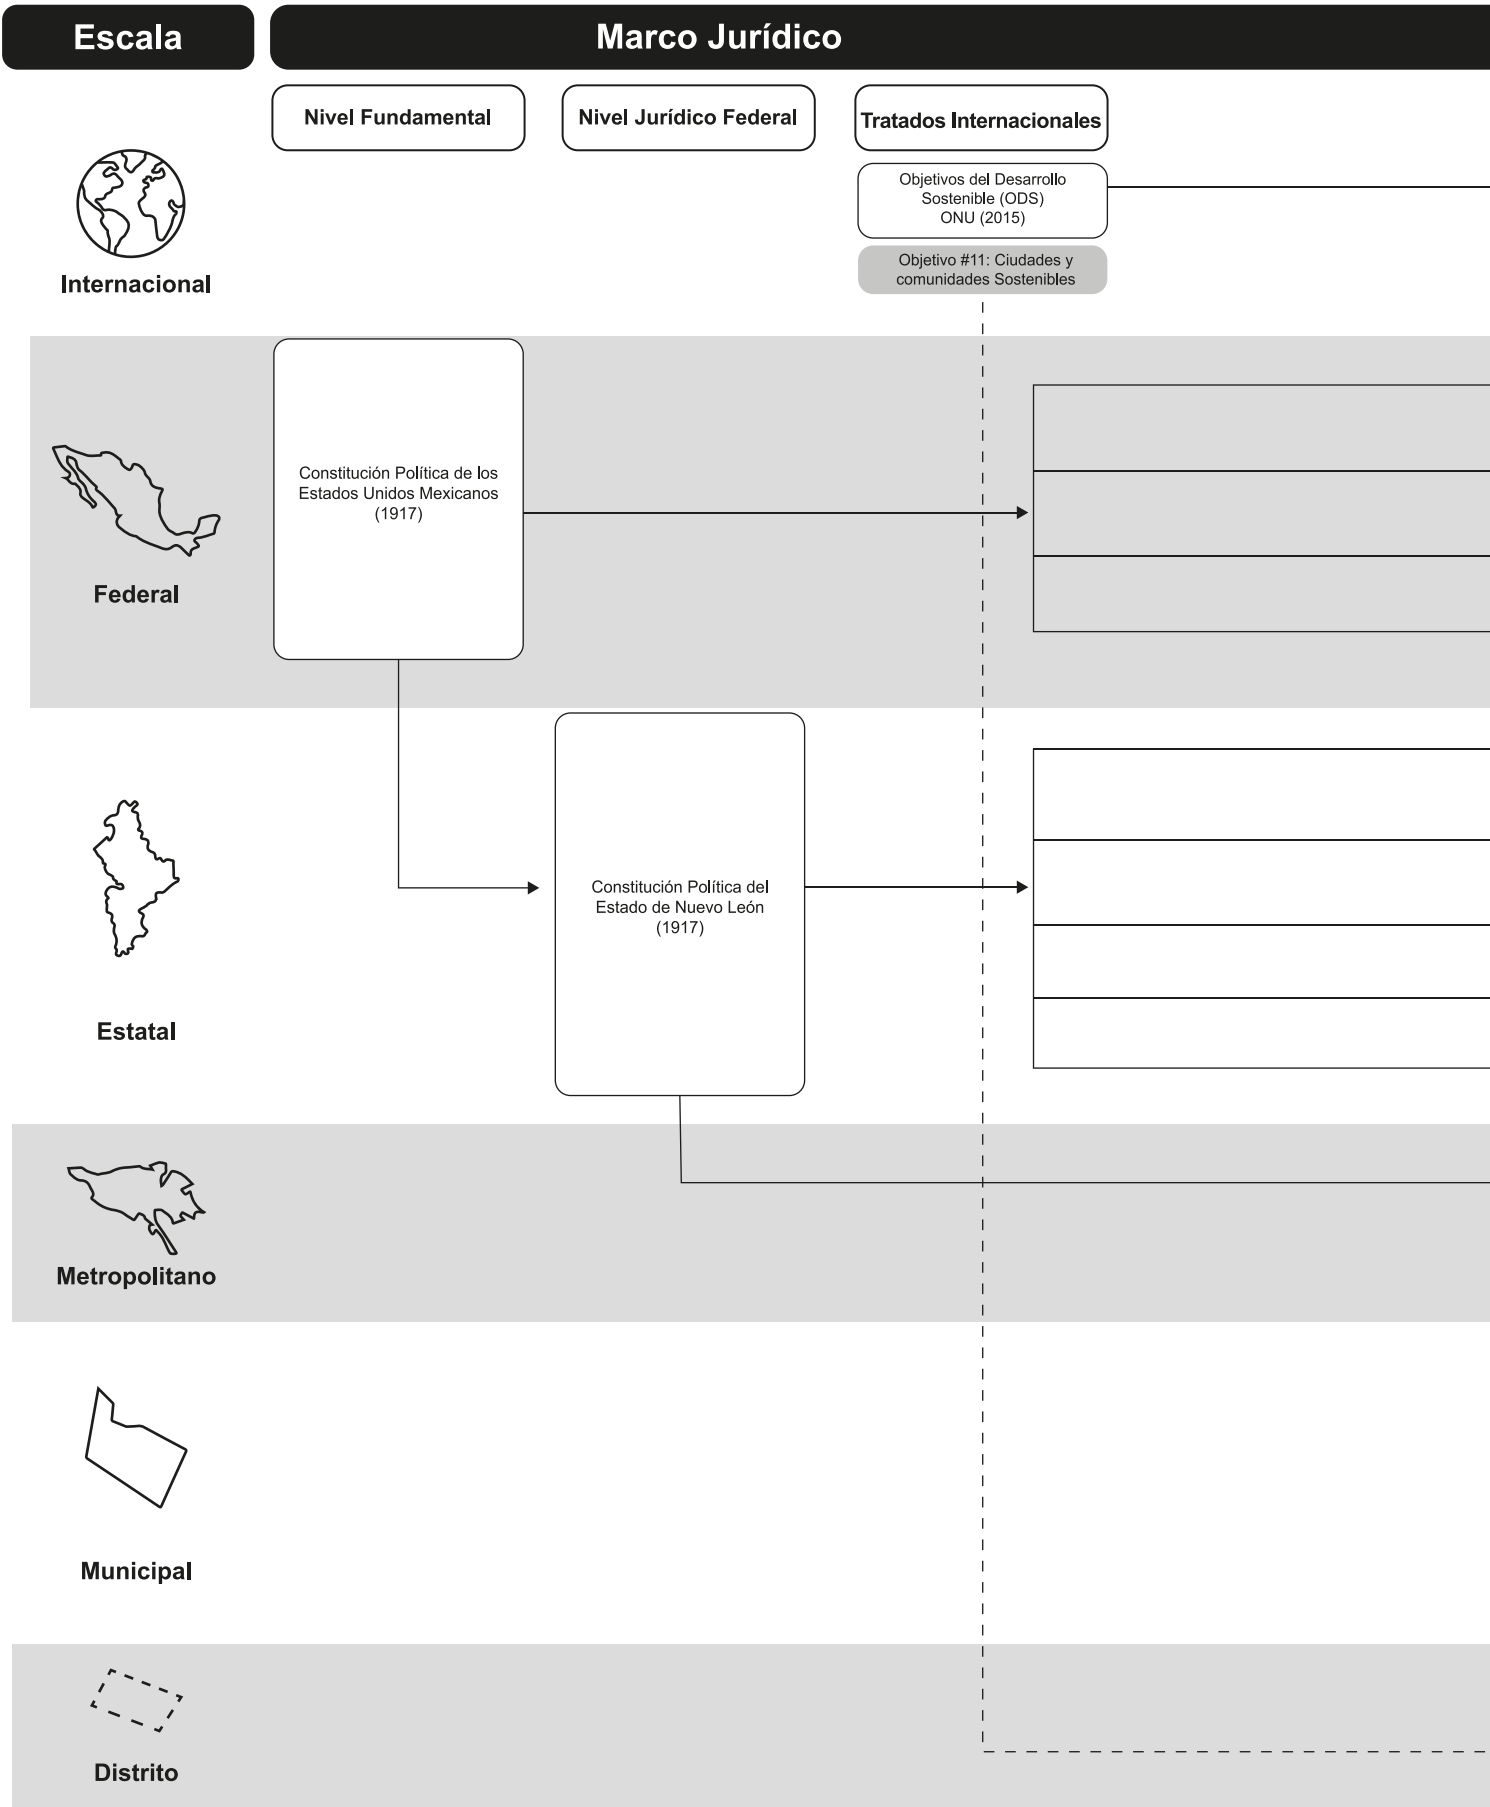 Escala
Marco Jurídico
Nivel Fundamental
Nivel Jurídico Federal
Tratados Internacionales
Objetivos del Desarrollo
Sostenible (ODS)
ONU (2015)
Objetivo #11: Ciudades y
comunidades Sostenibles
Internacional
Constitución Política de los
Estados Unidos Mexicanos
(1917)
Federal
Constitución Política del
Estado de Nuevo León
(1917)
Estatal
Metropolitano
Municipal
Distrito